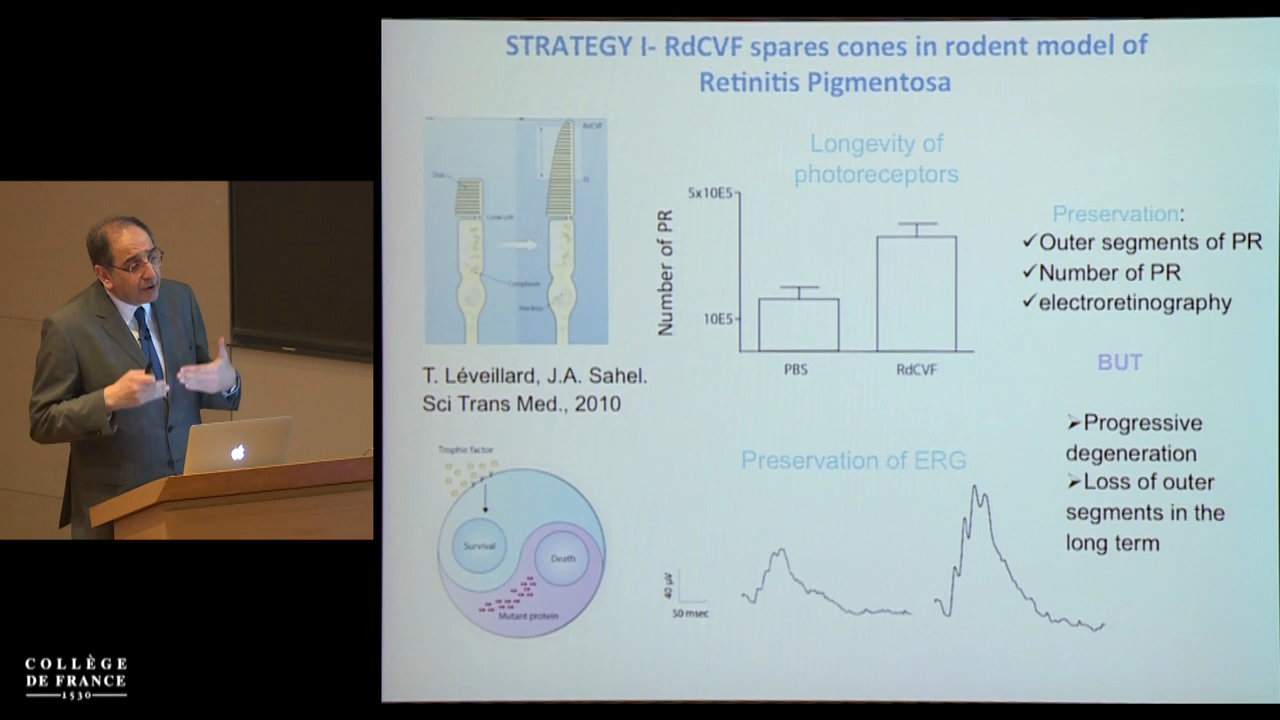 STRATEGY I- RdCVF spares cones in rodent model of
Retinitis Pigmentosa
RdCVF
Cytoplasm
Nucleus
T. Léveillard, J.A. Sahel.
Sci Trans Med., 2010
Trophic factor
Survival
Death
Mutant protein
Longevity of
photoreceptors
5x10E5
Number of PR
10E5
PBS
RdCVF
Preservation of ERG
40 µV
50 msec
Preservation:
✓Outer segments of PR
✓Number of PR
✓electroretinography
BUT
➢Progressive
degeneration
➢Loss of outer
segments in the
long term
COLLÈGE
DE FRANCE
1530